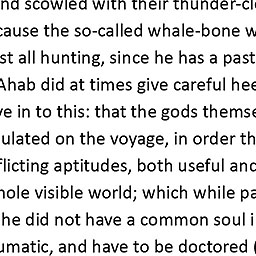 nd scowled with their thunder-cl
cause the so-called whale-bone w
st all hunting, since he has a past
Ahab did at times give careful hee
ve in to this: that the gods themse
ulated on the voyage, in order th
flicting aptitudes, both useful and
hole visible world; which while pa
he did not have a common soul i
umatic, and have to be doctored (